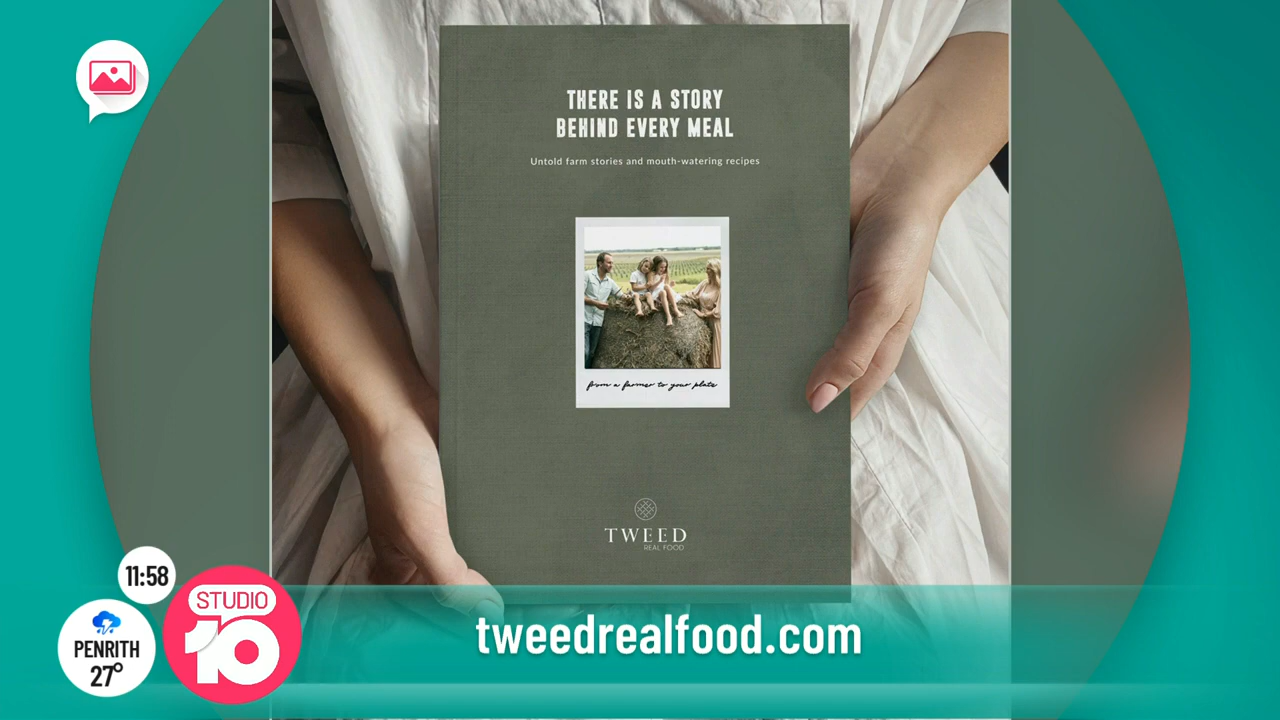 THERE IS A STORY
BEHIND EVERY MEAL
Untold farm stories and mouth-watering recipes
from a farmer to your plate
TWEED
REAL FOOD
11:58
STUDIO
10
PENRITH
27°
tweedrealfood.com